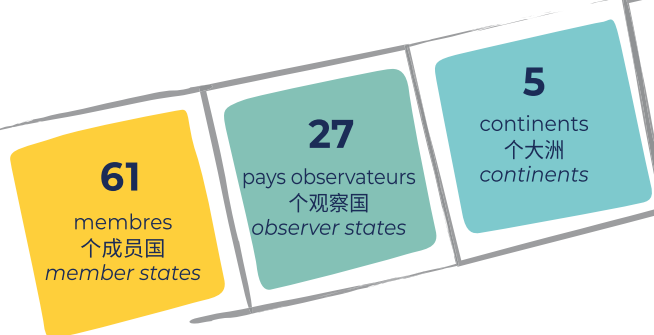 61
membres
个成员国
member states
27
pays observateurs
个观察国
observer states
5
continents
个大洲
continents